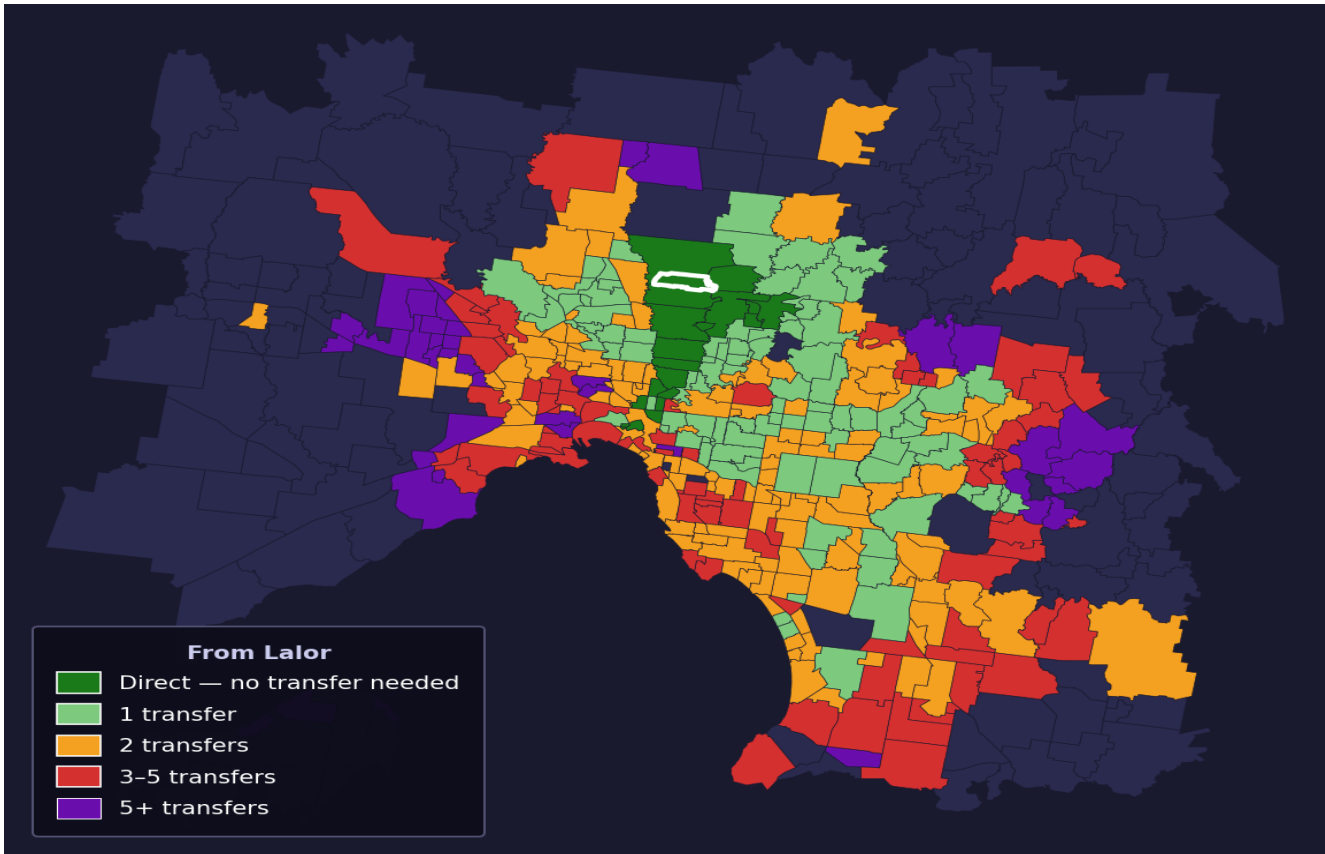 From Lalor
Direct — no transfer needed
1 transfer
2 transfers
3–5 transfers
5+ transfers